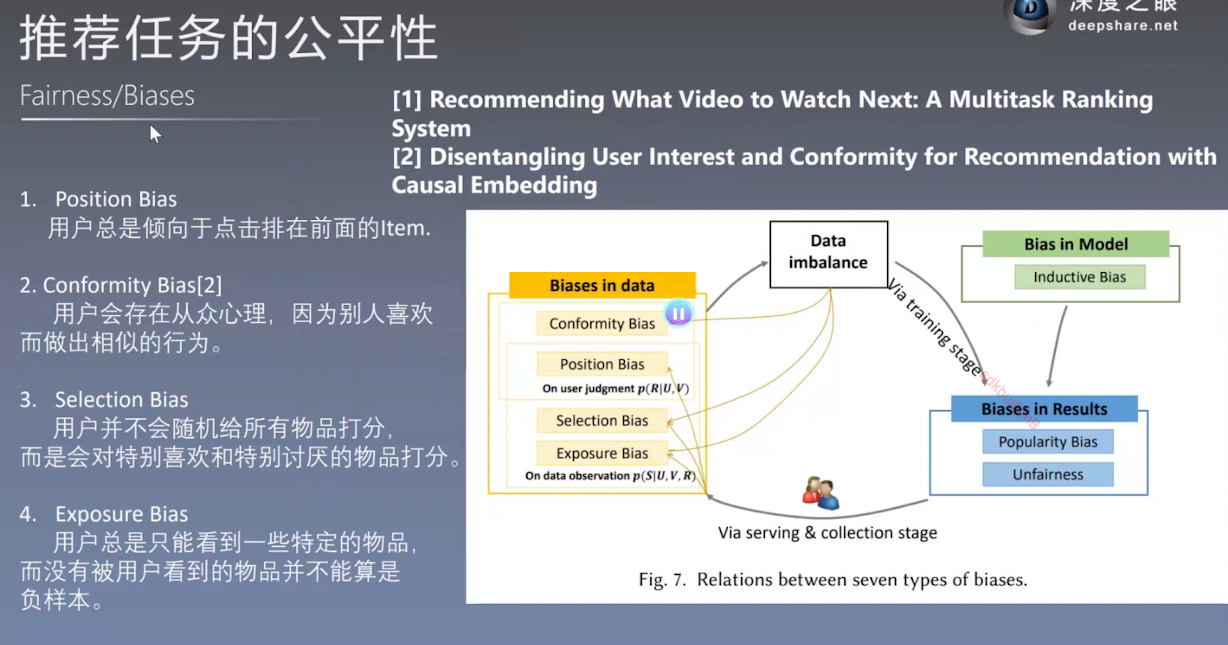 推荐任务的公平性
深度之眼
deepshare.net
Fairness/Biases
[1] Recommending What Video to Watch Next: A Multitask Ranking
System
[2] Disentangling User Interest and Conformity for Recommendation with
Causal Embedding
1. Position Bias
用户总是倾向于点击排在前面的Item.
2. Conformity Bias[2]
用户会存在从众心理，因为别人喜欢
而做出相似的行为。
3. Selection Bias
用户并不会随机给所有物品打分，
而是会对特别喜欢和特别讨厌的物品打分。
4. Exposure Bias
用户总是只能看到一些特定的物品，
而没有被用户看到的物品并不能算是
负样本。
Biases in data
Conformity Bias
Position Bias
On user judgment p(R|U,V)
Selection Bias
Exposure Bias
On data observation p(S|U,V,R)
Data
imbalance
Via training stage
Bias in Model
Inductive Bias
Biases in Results
Popularity Bias
Unfairness
Via serving & collection stage
Fig. 7. Relations between seven types of biases.